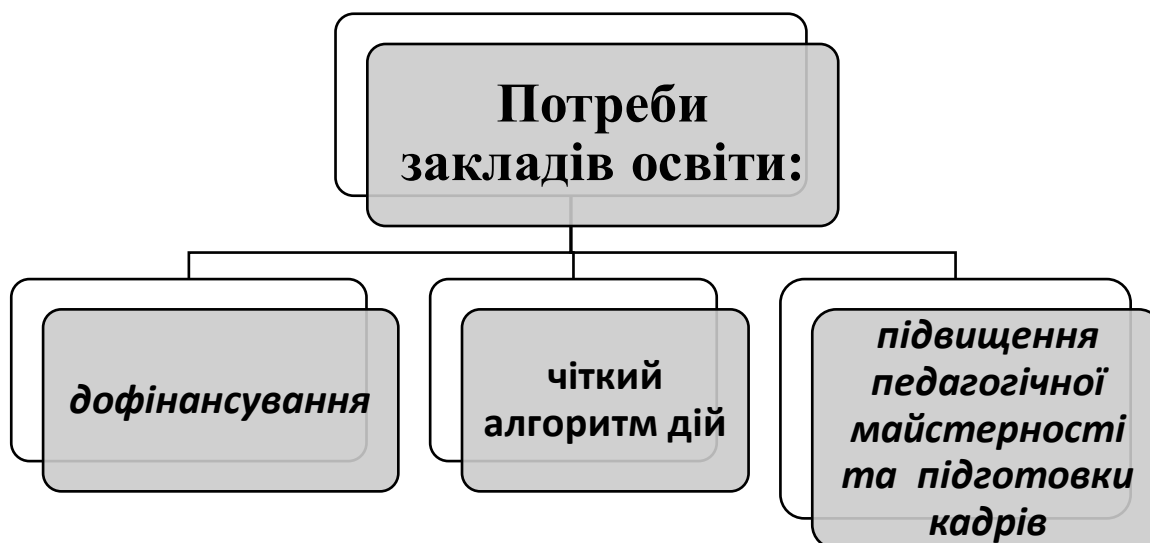 Потреби
закладів освіти:
дофінансування
чіткий
алгоритм дій
підвищення
педагогічної
майстерності
та підготовки
кадрів